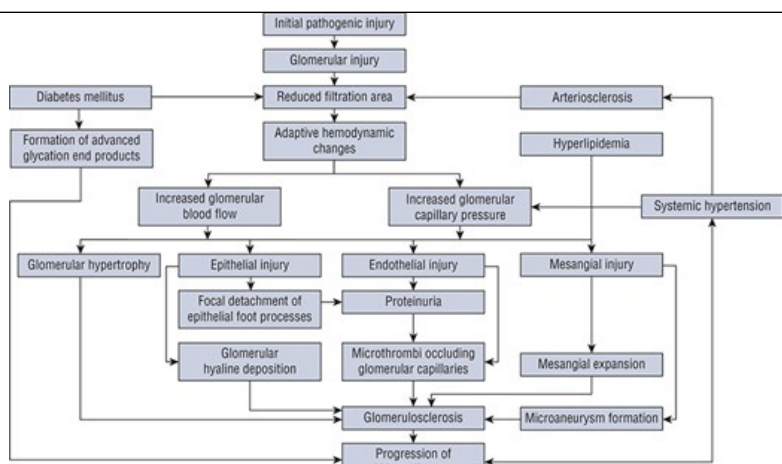 Initial pathogenic injury
Glomerular injury
Diabetes mellitus
Reduced filtration area
Arteriosclerosis
Formation of advanced
glycation end products
Adaptive hemodynamic
changes
Hyperlipidemia
Increased glomerular
blood flow
Increased glomerular
capillary pressure
Systemic hypertension
Glomerular hypertrophy
Epithelial injury
Endothelial injury
Mesangial injury
Focal detachment of
epithelial foot processes
Proteinuria
Glomerular
hyaline deposition
Microthrombi occluding
glomerular capillaries
Mesangial expansion
Glomerulosclerosis
Microaneurysm formation
Progression of